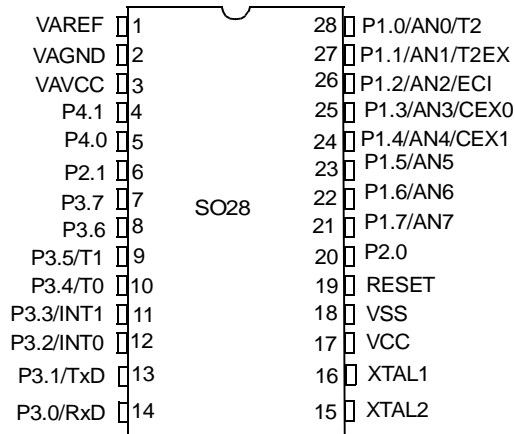 VAREF 1 28 P1.0/AN0/T2
VAGND 2 27 P1.1/AN1/T2EX
VAVCC 3 26 P1.2/AN2/ECI
P4.1 4 25 P1.3/AN3/CEX0
P4.0 5 24 P1.4/AN4/CEX1
P2.1 6 23 P1.5/AN5
P3.7 7 22 P1.6/AN6
SO28
P3.6 8 21 P1.7/AN7
P3.5/T1 9 20 P2.0
P3.4/T0 10 19 RESET
P3.3/INT1 11 18 VSS
P3.2/INT0 12 17 VCC
P3.1/TxD 13 16 XTAL1
P3.0/RxD 14 15 XTAL2